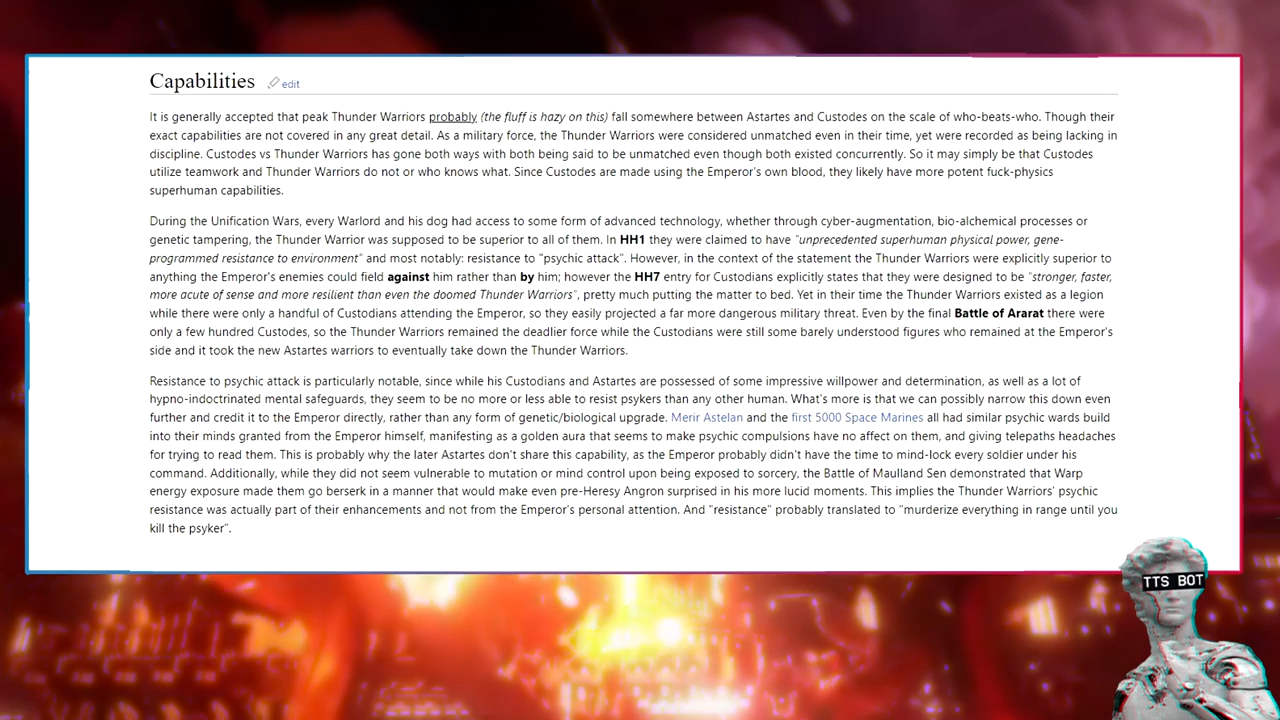 Capabilities edit
It is generally accepted that peak Thunder Warriors probably (the fluff is hazy on this) fall somewhere between Astartes and Custodes on the scale of who-beats-who. Though their
exact capabilities are not covered in any great detail. As a military force, the Thunder Warriors were considered unmatched even in their time, yet were recorded as being lacking in
discipline. Custodes vs Thunder Warriors has gone both ways with both being said to be unmatched even though both existed concurrently. So it may simply be that Custodes
utilize teamwork and Thunder Warriors do not or who knows what. Since Custodes are made using the Emperor's own blood, they likely have more potent fuck-physics
superhuman capabilities.
During the Unification Wars, every Warlord and his dog had access to some form of advanced technology, whether through cyber-augmentation, bio-alchemical processes or
genetic tampering, the Thunder Warrior was supposed to be superior to all of them. In HH1 they were claimed to have "unprecedented superhuman physical power, gene-
programmed resistance to environment" and most notably: resistance to "psychic attack". However, in the context of the statement the Thunder Warriors were explicitly superior to
anything the Emperor's enemies could field against him rather than by him; however the HH7 entry for Custodians explicitly states that they were designed to be "stronger, faster,
more acute of sense and more resilient than even the doomed Thunder Warriors", pretty much putting the matter to bed. Yet in their time the Thunder Warriors existed as a legion
while there were only a handful of Custodians attending the Emperor, so they easily projected a far more dangerous military threat. Even by the final Battle of Ararat there were
only a few hundred Custodes, so the Thunder Warriors remained the deadlier force while the Custodians were still some barely understood figures who remained at the Emperor's
side and it took the new Astartes warriors to eventually take down the Thunder Warriors.
Resistance to psychic attack is particularly notable, since while his Custodians and Astartes are possessed of some impressive willpower and determination, as well as a lot of
hypno-indoctrinated mental safeguards, they seem to be no more or less able to resist psykers than any other human. What's more is that we can possibly narrow this down even
further and credit it to the Emperor directly, rather than any form of genetic/biological upgrade. Merir Astelan and the first 5000 Space Marines all had similar psychic wards build
into their minds granted from the Emperor himself, manifesting as a golden aura that seems to make psychic compulsions have no affect on them, and giving telepaths headaches
for trying to read them. This is probably why the later Astartes don't share this capability, as the Emperor probably didn't have the time to mind-lock every soldier under his
command. Additionally, while they did not seem vulnerable to mutation or mind control upon being exposed to sorcery, the Battle of Maulland Sen demonstrated that Warp
energy exposure made them go berserk in a manner that would make even pre-Heresy Angron surprised in his more lucid moments. This implies the Thunder Warriors' psychic
resistance was actually part of their enhancements and not from the Emperor's personal attention. And "resistance" probably translated to "murderize everything in range until you
kill the psyker".
TTS BOT